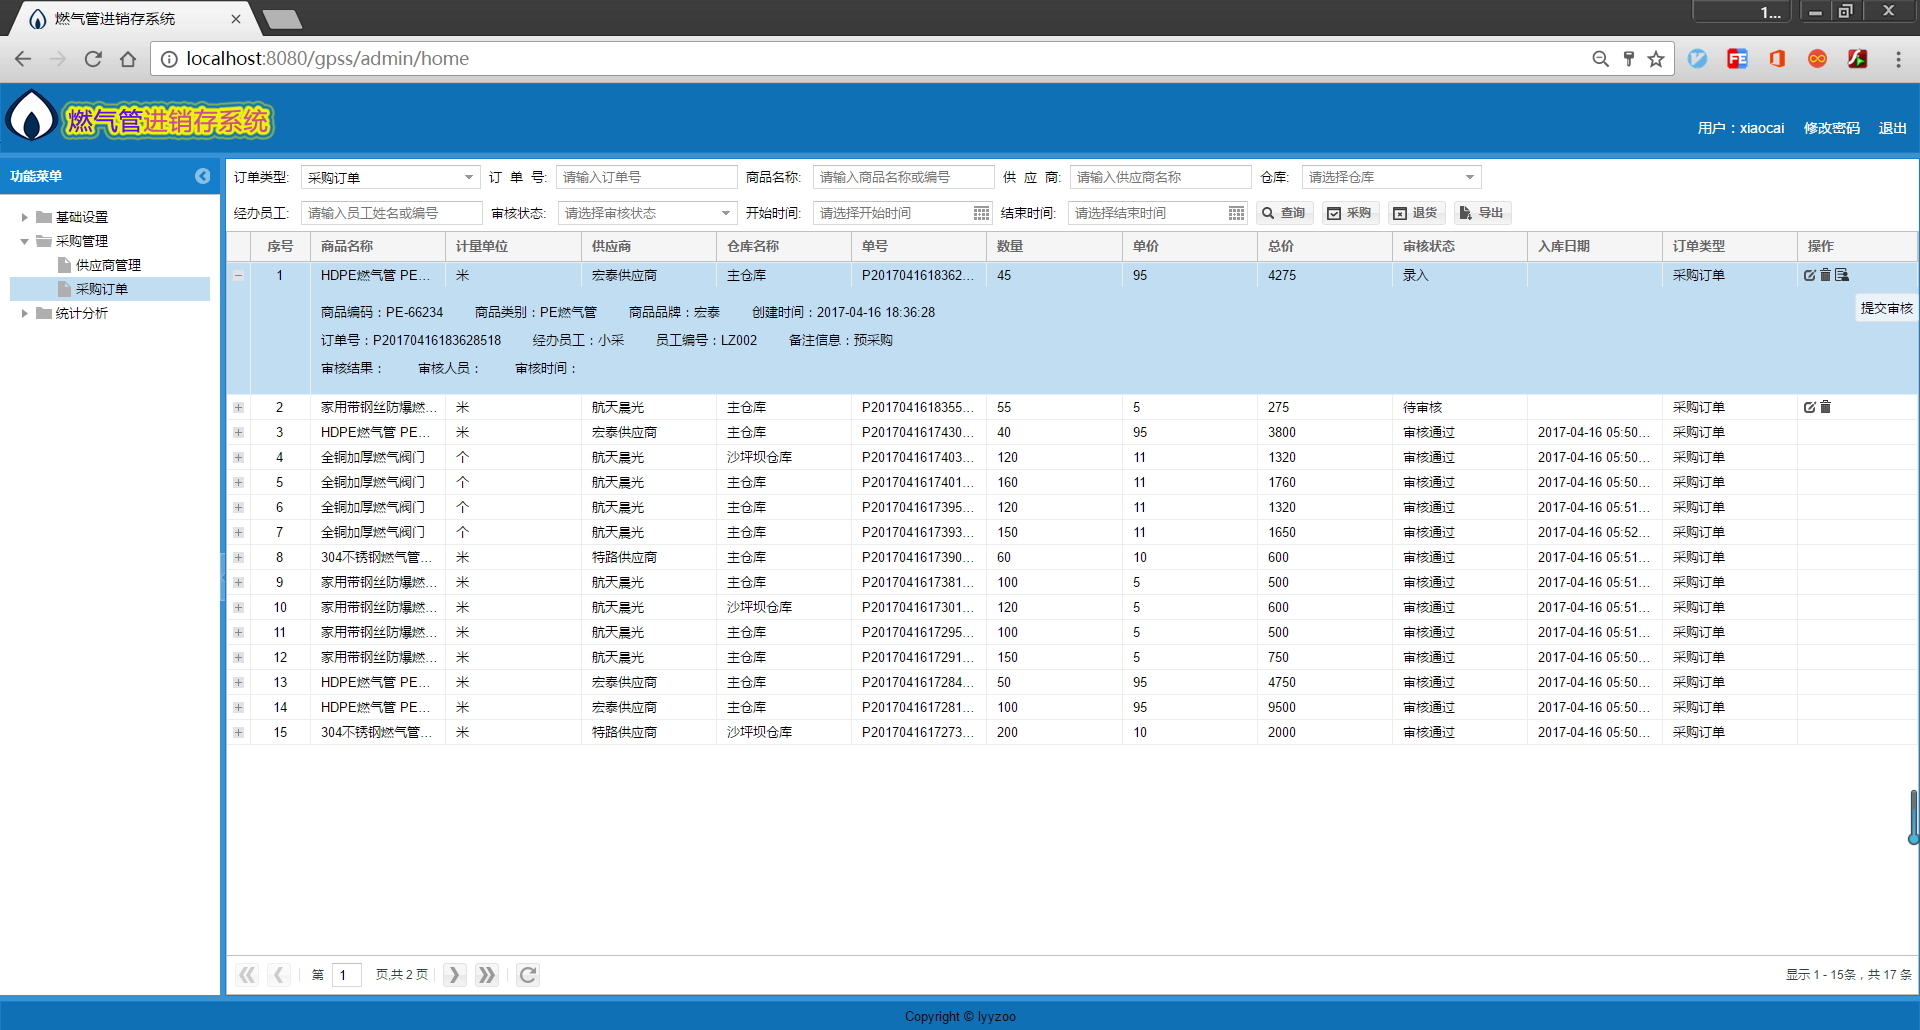 燃气管进销存系统
1...
localhost:8080/gpss/admin/home
燃气管进销存系统
用户：xiaocai 修改密码 退出
功能菜单
基础设置
采购管理
供应商管理
采购订单
统计分析
订单类型: 采购订单 订 单 号: 请输入订单号 商品名称: 请输入商品名称或编号 供 应 商: 请输入供应商名称 仓库: 请选择仓库
经办员工: 请输入员工姓名或编号 审核状态: 请选择审核状态 开始时间: 请选择开始时间 结束时间: 请选择结束时间 查询 采购 退货 导出
序号 商品名称 计量单位 供应商 仓库名称 单号 数量 单价 总价 审核状态 入库日期 订单类型 操作
1 HDPE燃气管 PE... 米 宏泰供应商 主仓库 P2017041618362... 45 95 4275 录入 采购订单
商品编码：PE-66234 商品类别：PE燃气管 商品品牌：宏泰 创建时间：2017-04-16 18:36:28
提交审核
订单号：P20170416183628518 经办员工：小采 员工编号：LZ002 备注信息：预采购
审核结果： 审核人员： 审核时间：
2 家用带钢丝防爆燃... 米 航天晨光 主仓库 P2017041618355... 55 5 275 待审核 采购订单
3 HDPE燃气管 PE... 米 宏泰供应商 主仓库 P2017041617430... 40 95 3800 审核通过 2017-04-16 05:50... 采购订单
4 全铜加厚燃气阀门 个 航天晨光 沙坪坝仓库 P2017041617403... 120 11 1320 审核通过 2017-04-16 05:50... 采购订单
5 全铜加厚燃气阀门 个 航天晨光 主仓库 P2017041617401... 160 11 1760 审核通过 2017-04-16 05:50... 采购订单
6 全铜加厚燃气阀门 个 航天晨光 主仓库 P2017041617395... 120 11 1320 审核通过 2017-04-16 05:51... 采购订单
7 全铜加厚燃气阀门 个 航天晨光 主仓库 P2017041617393... 150 11 1650 审核通过 2017-04-16 05:52... 采购订单
8 304不锈钢燃气管... 米 特路供应商 主仓库 P2017041617390... 60 10 600 审核通过 2017-04-16 05:51... 采购订单
9 家用带钢丝防爆燃... 米 航天晨光 主仓库 P2017041617381... 100 5 500 审核通过 2017-04-16 05:51... 采购订单
10 家用带钢丝防爆燃... 米 航天晨光 沙坪坝仓库 P2017041617301... 120 5 600 审核通过 2017-04-16 05:51... 采购订单
11 家用带钢丝防爆燃... 米 航天晨光 主仓库 P2017041617295... 100 5 500 审核通过 2017-04-16 05:51... 采购订单
12 家用带钢丝防爆燃... 米 航天晨光 主仓库 P2017041617291... 150 5 750 审核通过 2017-04-16 05:50... 采购订单
13 HDPE燃气管 PE... 米 宏泰供应商 主仓库 P2017041617284... 50 95 4750 审核通过 2017-04-16 05:50... 采购订单
14 HDPE燃气管 PE... 米 宏泰供应商 主仓库 P2017041617281... 100 95 9500 审核通过 2017-04-16 05:50... 采购订单
15 304不锈钢燃气管... 米 特路供应商 沙坪坝仓库 P2017041617273... 200 10 2000 审核通过 2017-04-16 05:50... 采购订单
第 1 页,共 2 页 显示 1 - 15条，共 17 条
Copyright © lyyzoo